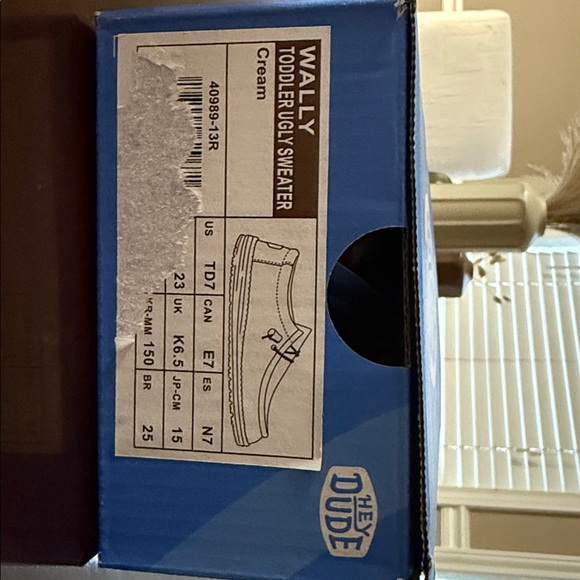 WALLY
TODDLER UGLY SWEATER
Cream
40989-13R
US TD7 CAN E7 ES N7
23 UK K6.5 JP-CM 15
KR-MM 150 BR 25
HEY
DUDE